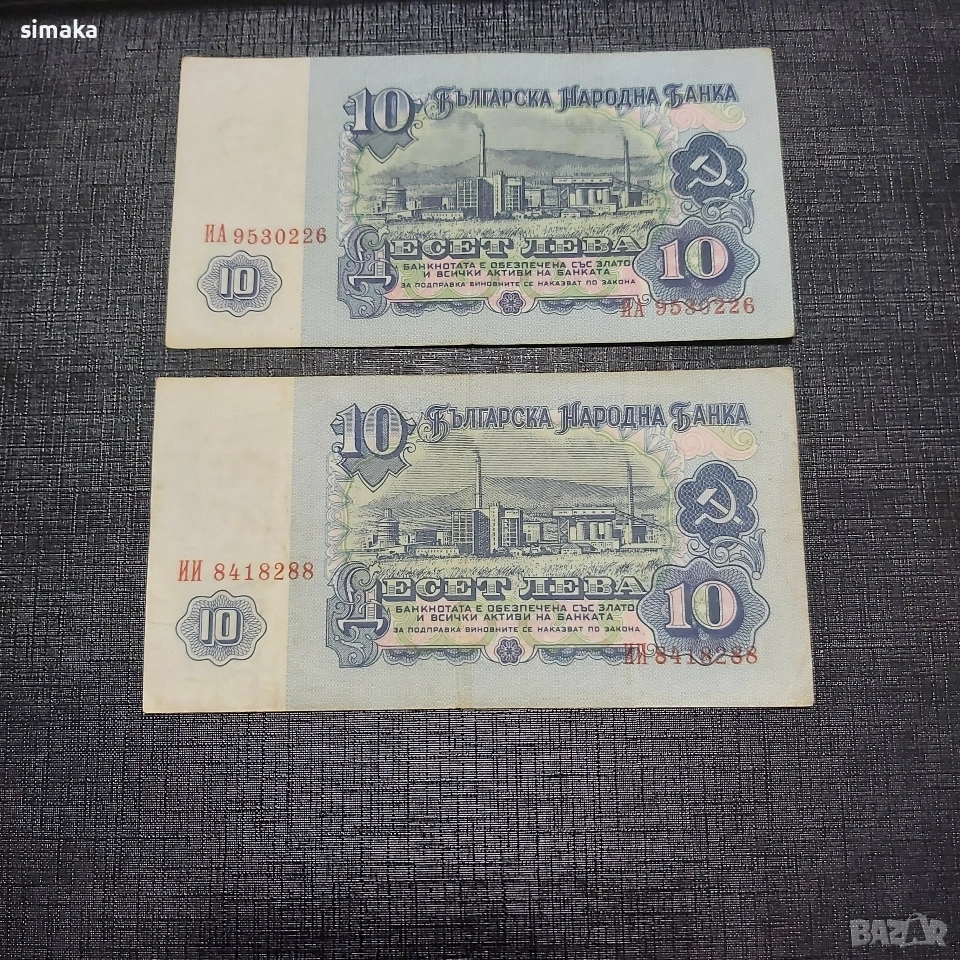 simaka
10 БЪЛГАРСКА НАРОДНА БАНКА
ИА 9530226
ДЕСЕТ ЛЕВА
БАНКНОТАТА Е ОБЕЗПЕЧЕНА СЪС ЗЛАТО
И ВСИЧКИ АКТИВИ НА БАНКАТА
ЗА ПОДПРАВКА ВИНОВНИТЕ СЕ НАКАЗВАТ ПО ЗАКОНА
10
10
ИА 9530226
10 БЪЛГАРСКА НАРОДНА БАНКА
ИИ 8418288
ДЕСЕТ ЛЕВА
БАНКНОТАТА Е ОБЕЗПЕЧЕНА СЪС ЗЛАТО
И ВСИЧКИ АКТИВИ НА БАНКАТА
ЗА ПОДПРАВКА ВИНОВНИТЕ СЕ НАКАЗВАТ ПО ЗАКОНА
10
10
ИИ 8418288
BAZAR